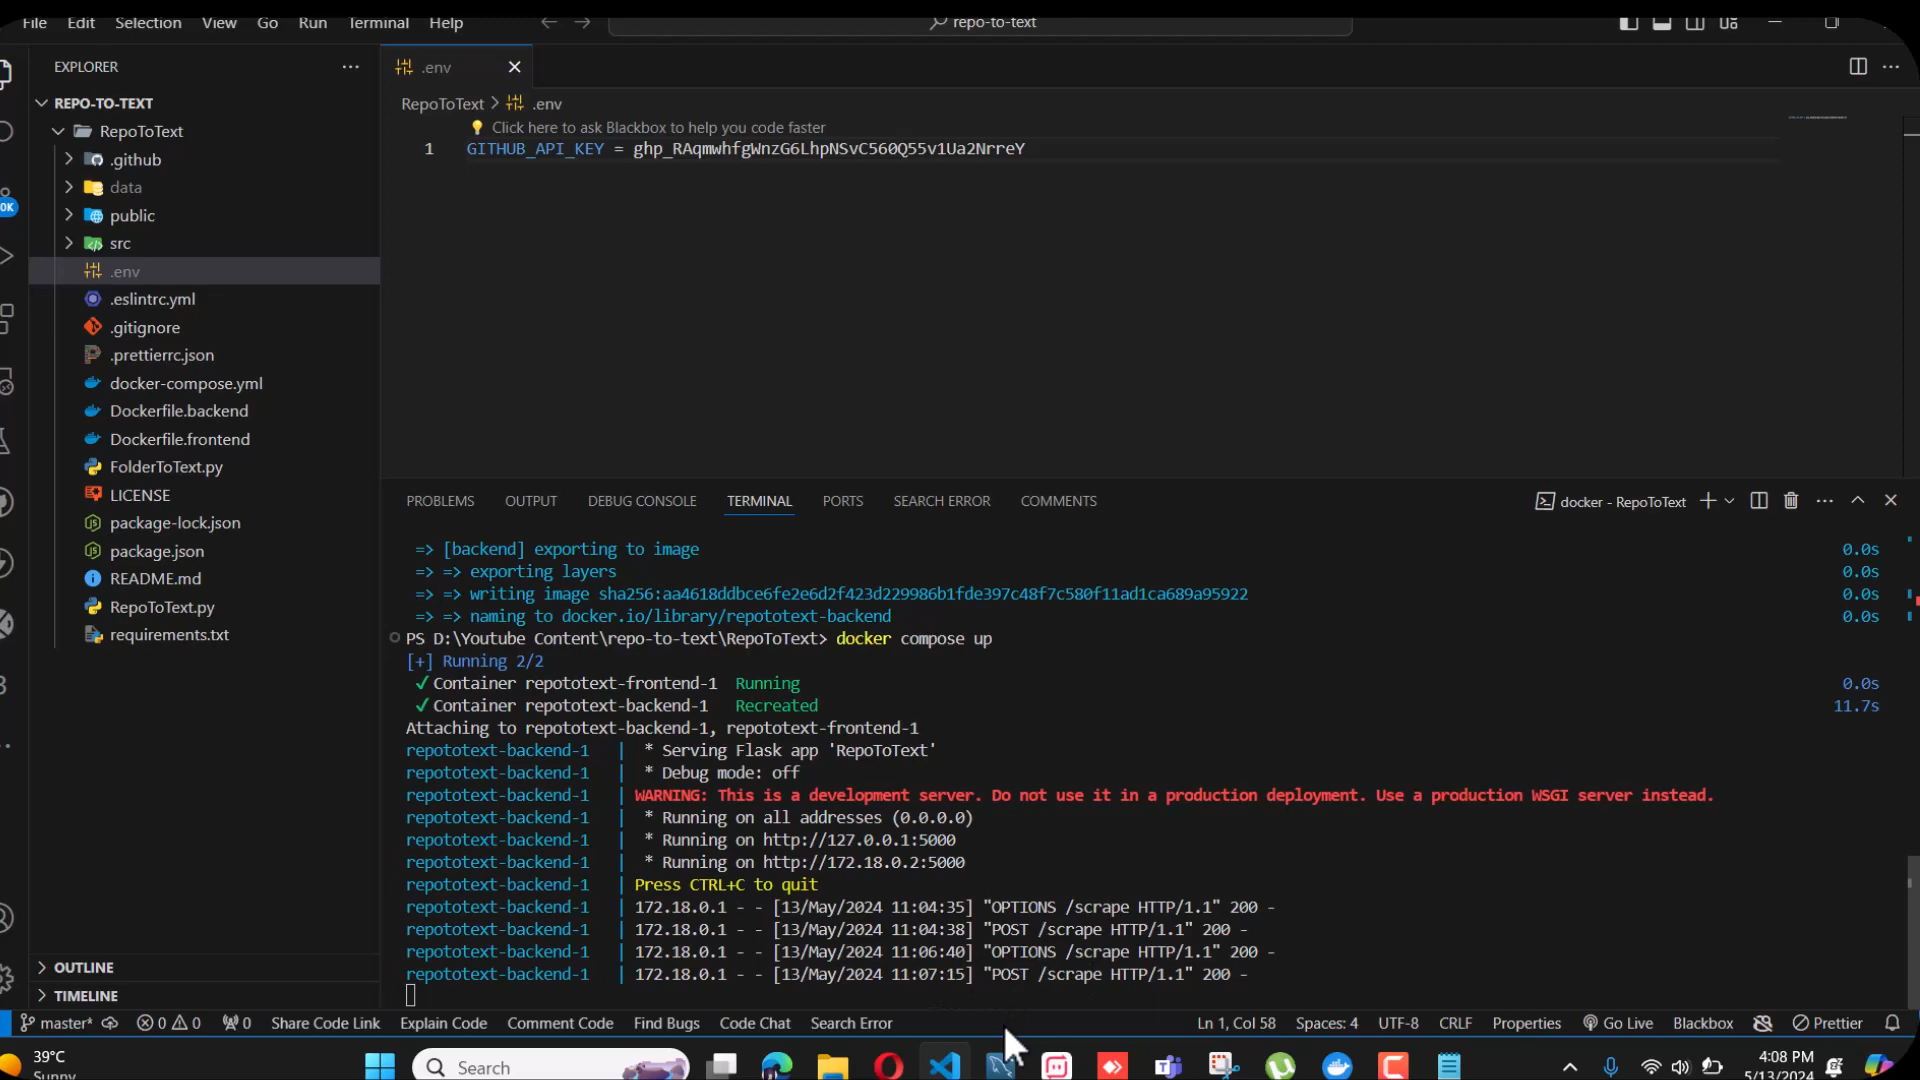 File Edit Selection View Go Run Terminal Help
repo-to-text
EXPLORER
.env
REPO-TO-TEXT
RepoToText
.github
data
public
src
.env
.eslintrc.yml
.gitignore
.prettierrc.json
docker-compose.yml
Dockerfile.backend
Dockerfile.frontend
FolderToText.py
LICENSE
package-lock.json
package.json
README.md
RepoToText.py
requirements.txt
OUTLINE
TIMELINE
RepoToText > .env
Click here to ask Blackbox to help you code faster
1 GITHUB_API_KEY = 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
PROBLEMS OUTPUT DEBUG CONSOLE TERMINAL PORTS SEARCH ERROR COMMENTS
docker - RepoToText
=> [backend] exporting to image 0.0s
=> => exporting layers 0.0s
=> => writing image sha256:aa4618ddbce6fe2e6d2f423d229986b1fde397c48f7c580f11ad1ca689a95922 0.0s
=> => naming to docker.io/library/repototext-backend 0.0s
PS D:\Youtube Content\repo-to-text\RepoToText> docker compose up
[+] Running 2/2
✓Container repototext-frontend-1 Running 0.0s
✓Container repototext-backend-1 Recreated 11.7s
Attaching to repototext-backend-1, repototext-frontend-1
repototext-backend-1 | * Serving Flask app 'RepoToText'
repototext-backend-1 | * Debug mode: off
repototext-backend-1 | WARNING: This is a development server. Do not use it in a production deployment. Use a production WSGI server instead.
repototext-backend-1 | * Running on all addresses (0.0.0.0)
repototext-backend-1 | * Running on http://127.0.0.1:5000
repototext-backend-1 | * Running on http://172.18.0.2:5000
repototext-backend-1 | Press CTRL+C to quit
repototext-backend-1 | 172.18.0.1 - - [13/May/2024 11:04:35] "OPTIONS /scrape HTTP/1.1" 200 -
repototext-backend-1 | 172.18.0.1 - - [13/May/2024 11:04:38] "POST /scrape HTTP/1.1" 200 -
repototext-backend-1 | 172.18.0.1 - - [13/May/2024 11:06:40] "OPTIONS /scrape HTTP/1.1" 200 -
repototext-backend-1 | 172.18.0.1 - - [13/May/2024 11:07:15] "POST /scrape HTTP/1.1" 200 -
master* 0 0 0 Share Code Link Explain Code Comment Code Find Bugs Code Chat Search Error Ln 1, Col 58 Spaces: 4 UTF-8 CRLF Properties Go Live Blackbox Prettier
39°C
Sunny
Search
4:08 PM
5/13/2024